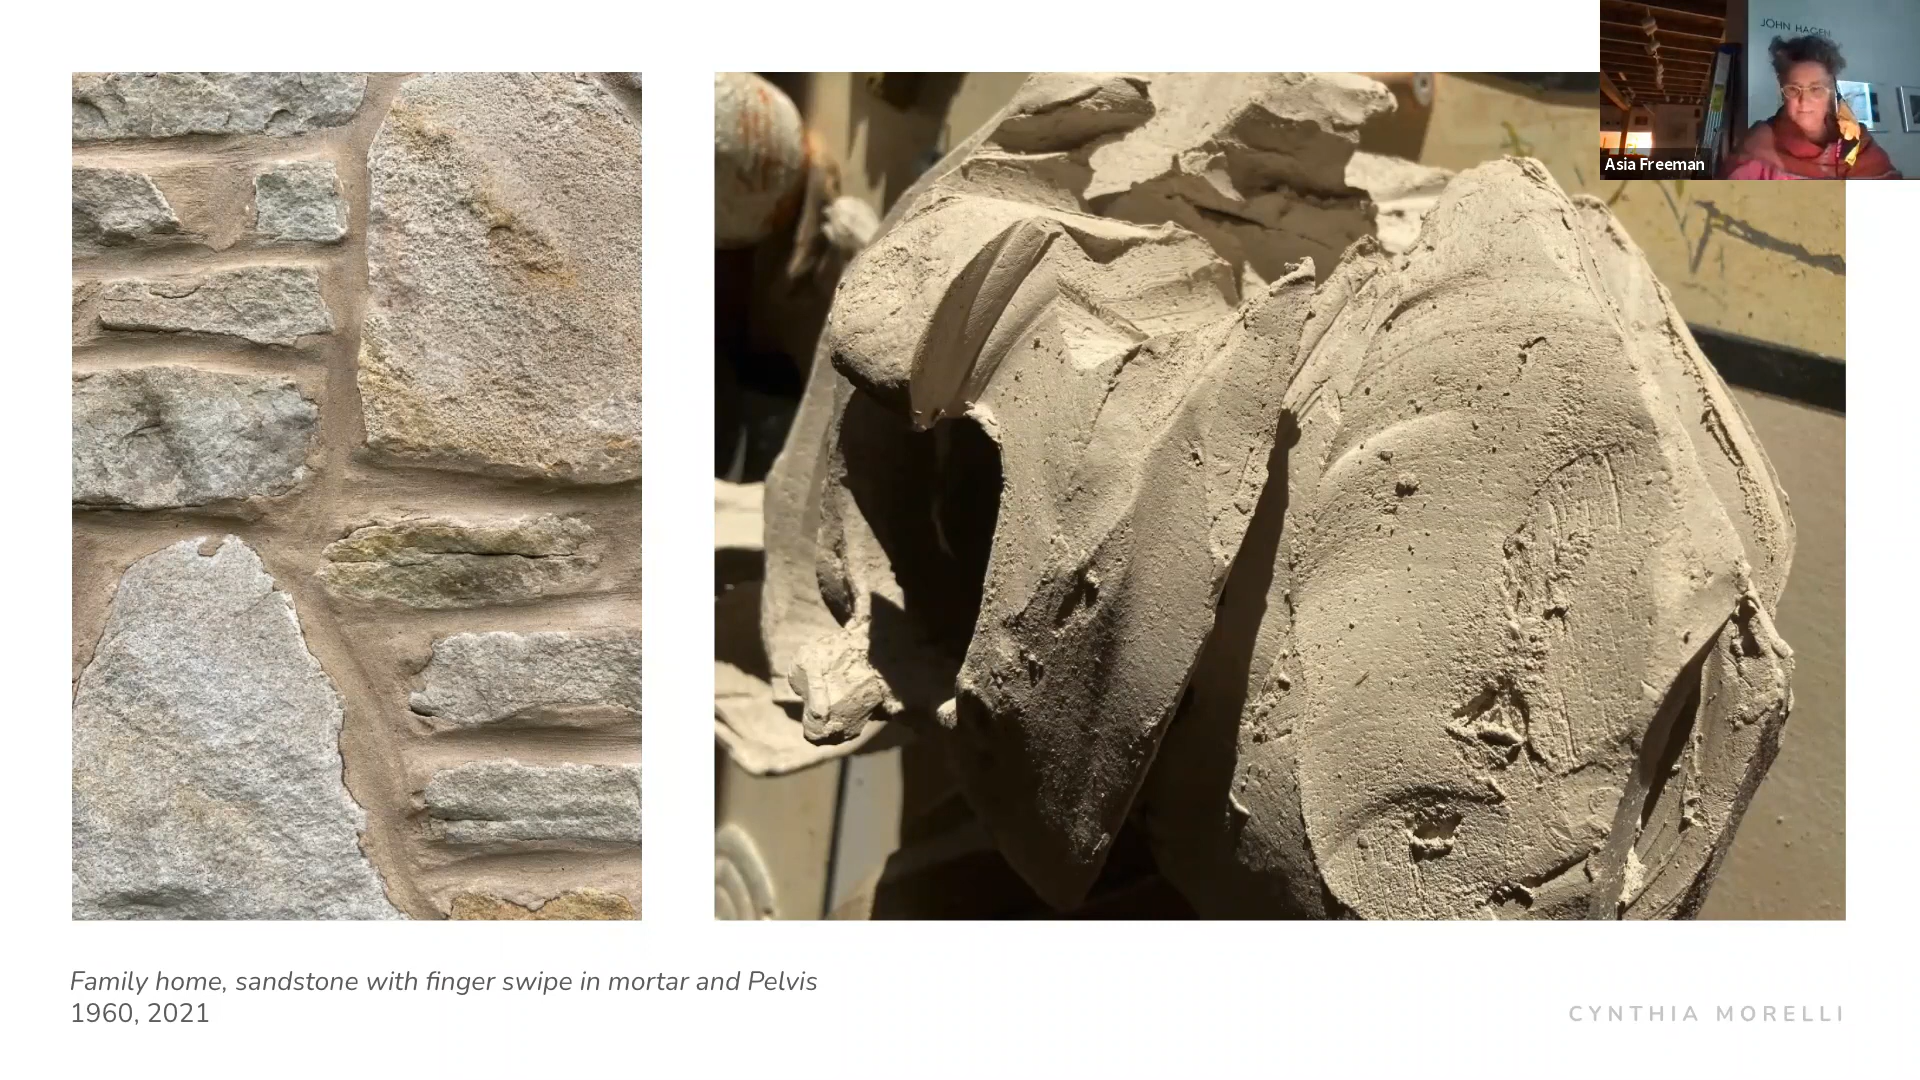 JOHN HAGEN
Asia Freeman
Family home, sandstone with finger swipe in mortar and Pelvis
1960, 2021
CYNTHIA MORELLI